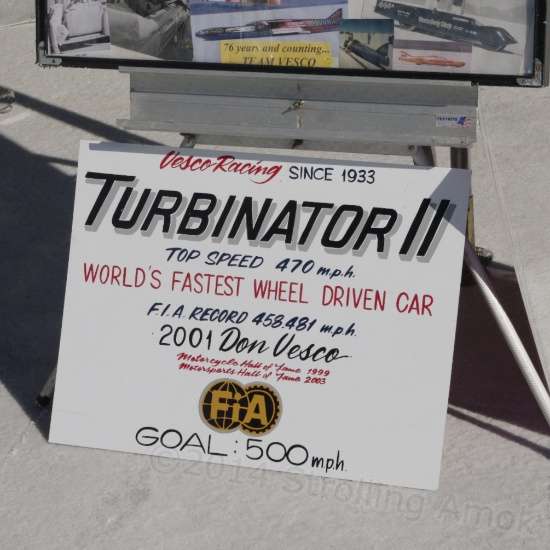 76 years and counting...
TEAM VESCO
Vesco Racing SINCE 1933
TURBINATOR II
TOP SPEED 470 m.p.h.
WORLD'S FASTEST WHEEL DRIVEN CAR
F.I.A. RECORD 458.481 m.p.h.
2001 Don Vesco
Motorcycle Hall of Fame 1999
Motorsports Hall of Fame 2003
FiA
GOAL: 500 m.p.h.
Strolling Amok